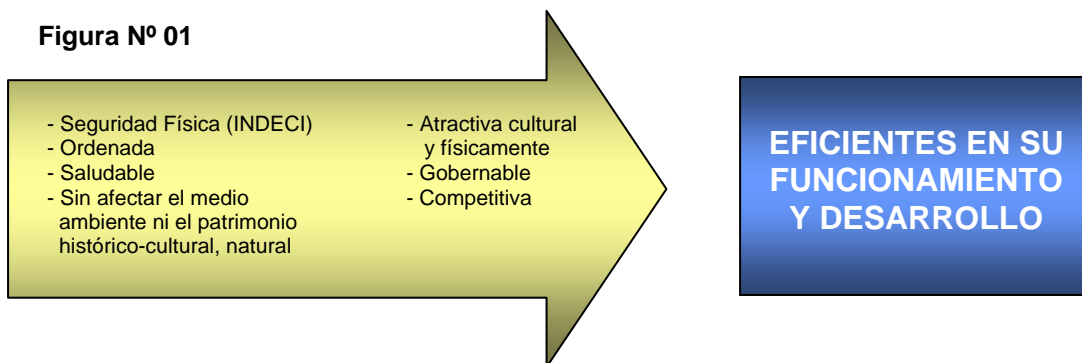 Figura Nº 01
- Seguridad Física (INDECI)
- Ordenada
- Saludable
- Sin afectar el medio
ambiente ni el patrimonio
histórico-cultural, natural
- Atractiva cultural
y físicamente
- Gobernable
- Competitiva
EFICIENTES EN SU
FUNCIONAMIENTO
Y DESARROLLO